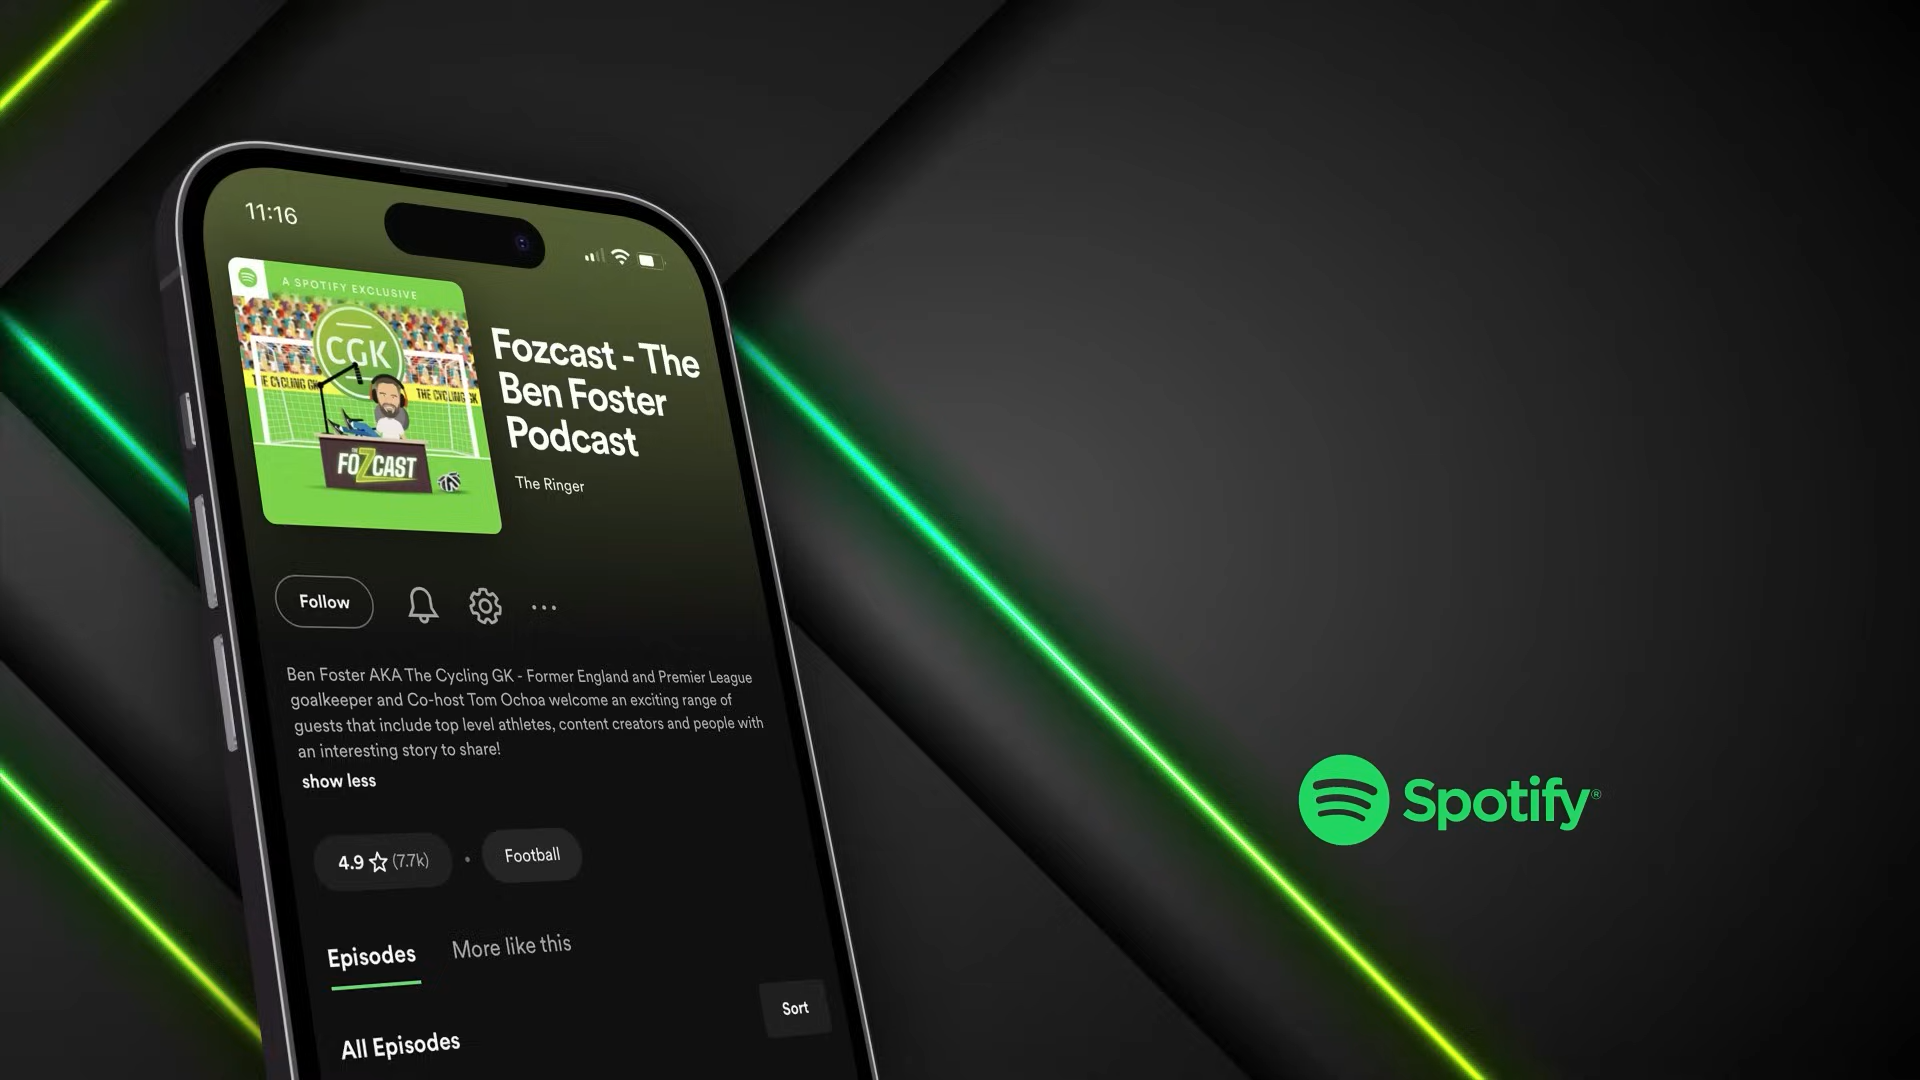 11:16
A SPOTIFY EXCLUSIVE
CGK
THE CYCLING GK
THE CYCLING GK
THE
FOZCAST
Fozcast - The
Ben Foster
Podcast
The Ringer
Follow
Ben Foster AKA The Cycling GK - Former England and Premier League
goalkeeper and Co-host Tom Ochoa welcome an exciting range of
guests that include top level athletes, content creators and people with
an interesting story to share!
show less
4.9 (7.7k) • Football
Episodes More like this
Sort
All Episodes
Spotify®